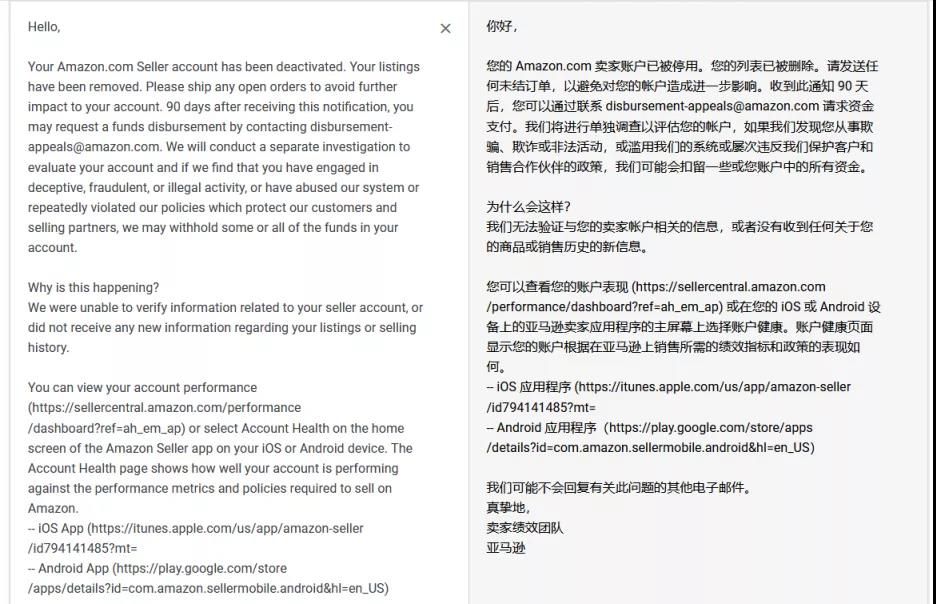 Hello,
Your Amazon.com Seller account has been deactivated. Your listings
have been removed. Please ship any open orders to avoid further
impact to your account. 90 days after receiving this notification, you
may request a funds disbursement by contacting disbursement-
appeals@amazon.com. We will conduct a separate investigation to
evaluate your account and if we find that you have engaged in
deceptive, fraudulent, or illegal activity, or have abused our system or
repeatedly violated our policies which protect our customers and
selling partners, we may withhold some or all of the funds in your
account.
Why is this happening?
We were unable to verify information related to your seller account, or
did not receive any new information regarding your listings or selling
history.
You can view your account performance
(https://sellercentral.amazon.com/performance
/dashboard?ref=ah_em_ap) or select Account Health on the home
screen of the Amazon Seller app on your iOS or Android device. The
Account Health page shows how well your account is performing
against the performance metrics and policies required to sell on
Amazon.
-- iOS App (https://itunes.apple.com/us/app/amazon-seller
/id794141485?mt=
-- Android App (https://play.google.com/store
/apps/details?id=com.amazon.sellermobile.android&hl=en_US)
你好，
您的 Amazon.com 卖家账户已被停用。您的列表已被删除。请发送任
何未结订单，以避免对您的帐户造成进一步影响。收到此通知 90 天
后，您可以通过联系 disbursement-appeals@amazon.com 请求资金
支付。我们将进行单独调查以评估您的帐户，如果我们发现您从事欺
骗、欺诈或非法活动，或滥用我们的系统或屡次违反我们保护客户和
销售合作伙伴的政策，我们可能会扣留一些或您账户中的所有资金。
为什么会这样？
我们无法验证与您的卖家帐户相关的信息，或者没有收到任何关于您
的商品或销售历史的新信息。
您可以查看您的账户表现 (https://sellercentral.amazon.com
/performance/dashboard?ref=ah_em_ap) 或在您的 iOS 或 Android 设
备上的亚马逊卖家应用程序的主屏幕上选择账户健康。账户健康页面
显示您的账户根据在亚马逊上销售所需的绩效指标和政策的表现如
何。
-- iOS 应用程序 (https://itunes.apple.com/us/app/amazon-seller
/id794141485?mt=
-- Android 应用程序（https://play.google.com/store/apps
/details?id=com.amazon.sellermobile.android&hl=en_US)
我们可能不会回复有关此问题的其他电子邮件。
真挚地，
卖家绩效团队
亚马逊